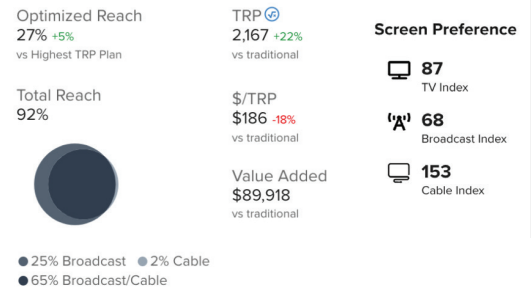 Optimized Reach
27% +5%
vs Highest TRP Plan
Total Reach
92%
25% Broadcast
2% Cable
65% Broadcast/Cable
TRP
2,167 +22%
vs traditional
$/TRP
$186 -18%
vs traditional
Value Added
$89,918
vs traditional
Screen Preference
87
TV Index
68
Broadcast Index
153
Cable Index